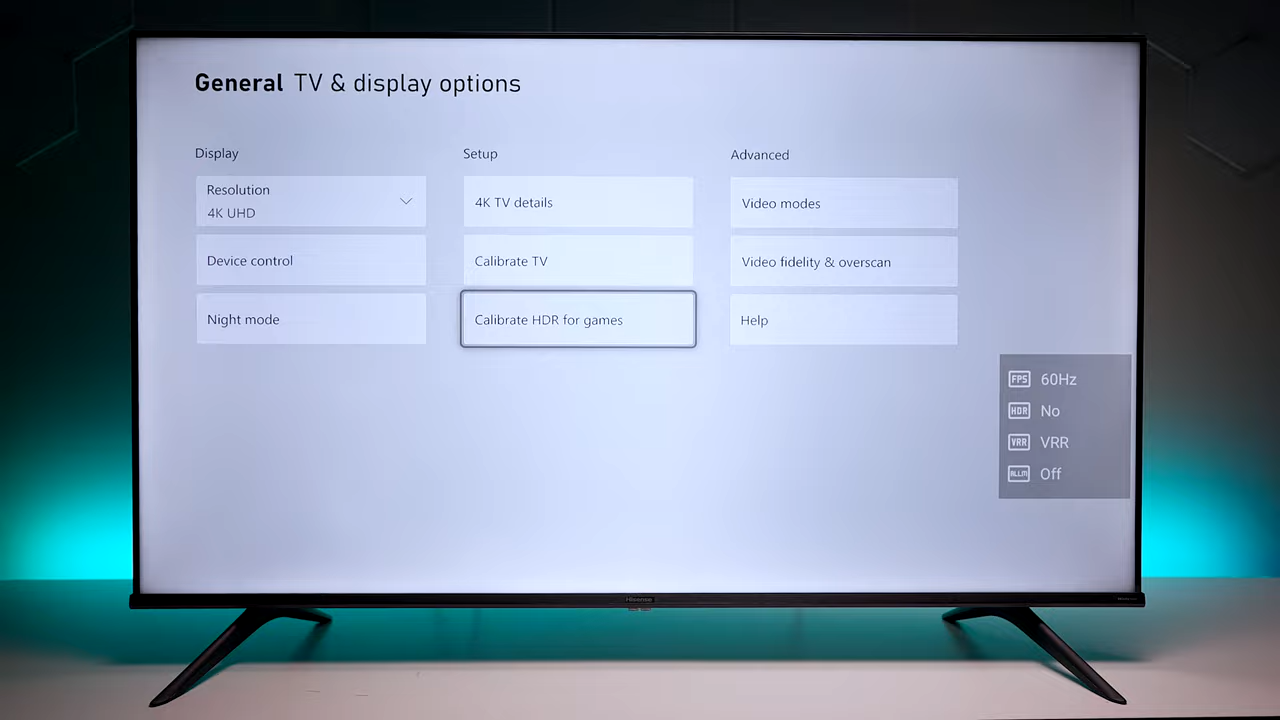 General TV & display options
Display
Resolution
4K UHD
Device control
Night mode
Setup
4K TV details
Calibrate TV
Calibrate HDR for games
Advanced
Video modes
Video fidelity & overscan
Help
FPS 60Hz
HDR No
VRR VRR
ALLM Off
Hisense